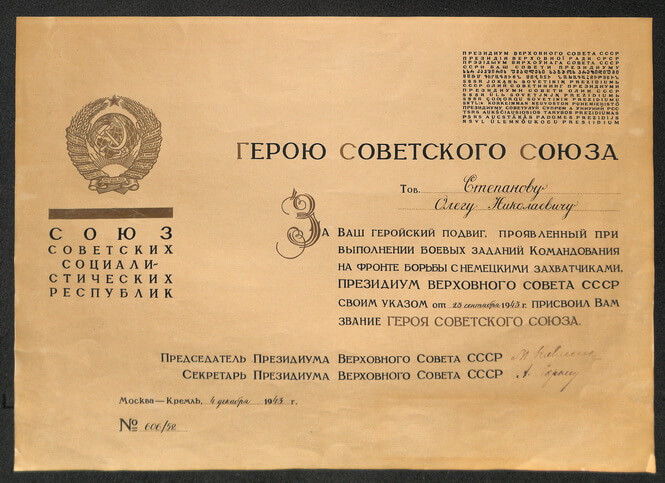 ПРЕЗИДИУМ ВЕРХОВНОГО СОВЕТА СССР
ПРЕЗИДІЯ ВЕРХОВНОЇ РАДИ СРСР
ГЕРОЮ СОВЕТСКОГО СОЮЗА
Тов. Степанову
Олегу Николаевичу
СОЮЗ
СОВЕТСКИХ
СОЦИАЛИ-
СТИЧЕСКИХ
РЕСПУБЛИК
ЗА ВАШ ГЕРОЙСКИЙ ПОДВИГ, ПРОЯВЛЕННЫЙ ПРИ
ВЫПОЛНЕНИИ БОЕВЫХ ЗАДАНИЙ КОМАНДОВАНИЯ
НА ФРОНТЕ БОРЬБЫ С НЕМЕЦКИМИ ЗАХВАТЧИКАМИ,
ПРЕЗИДИУМ ВЕРХОВНОГО СОВЕТА СССР
СВОИМ УКАЗОМ от 25 сентября 1943 г. ПРИСВОИЛ ВАМ
ЗВАНИЕ ГЕРОЯ СОВЕТСКОГО СОЮЗА.
ПРЕДСЕДАТЕЛЬ ПРЕЗИДИУМА ВЕРХОВНОГО СОВЕТА СССР
СЕКРЕТАРЬ ПРЕЗИДИУМА ВЕРХОВНОГО СОВЕТА СССР
МОСКВА—КРЕМЛЬ, 4 декабря 1943 г.
№ 606/58